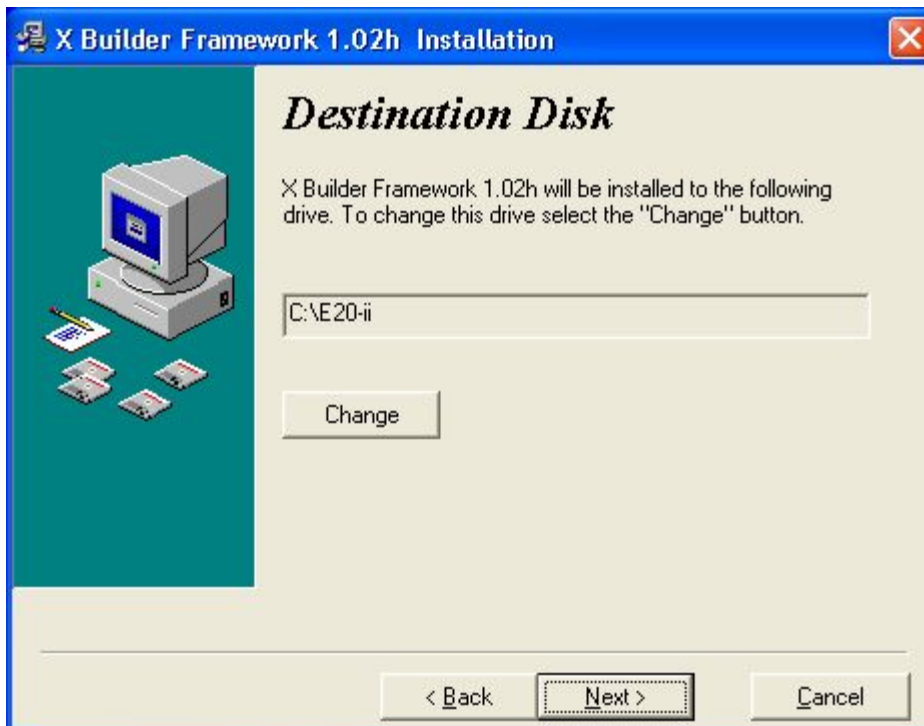 X Builder Framework 1.02h  Installation
Destination Disk
X Builder Framework 1.02h will be installed to the following
drive. To change this drive select the "Change" button.
C:\E20-ii
Change
< Back
Next >
Cancel